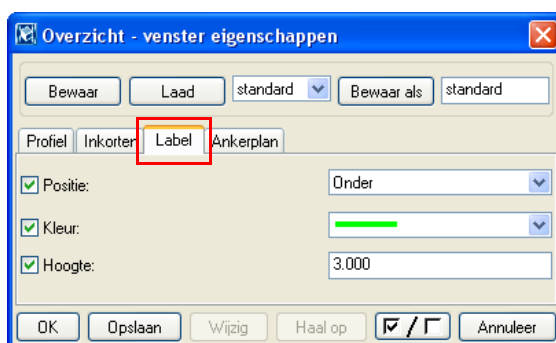 Overzicht - venster eigenschappen
Bewaar Laad standard Bewaar als standard
Profiel Inkorten Label Ankerplan
Positie: Onder
Kleur:
Hoogte: 3.000
OK Opslaan Wijzig Haal op / Annuleer